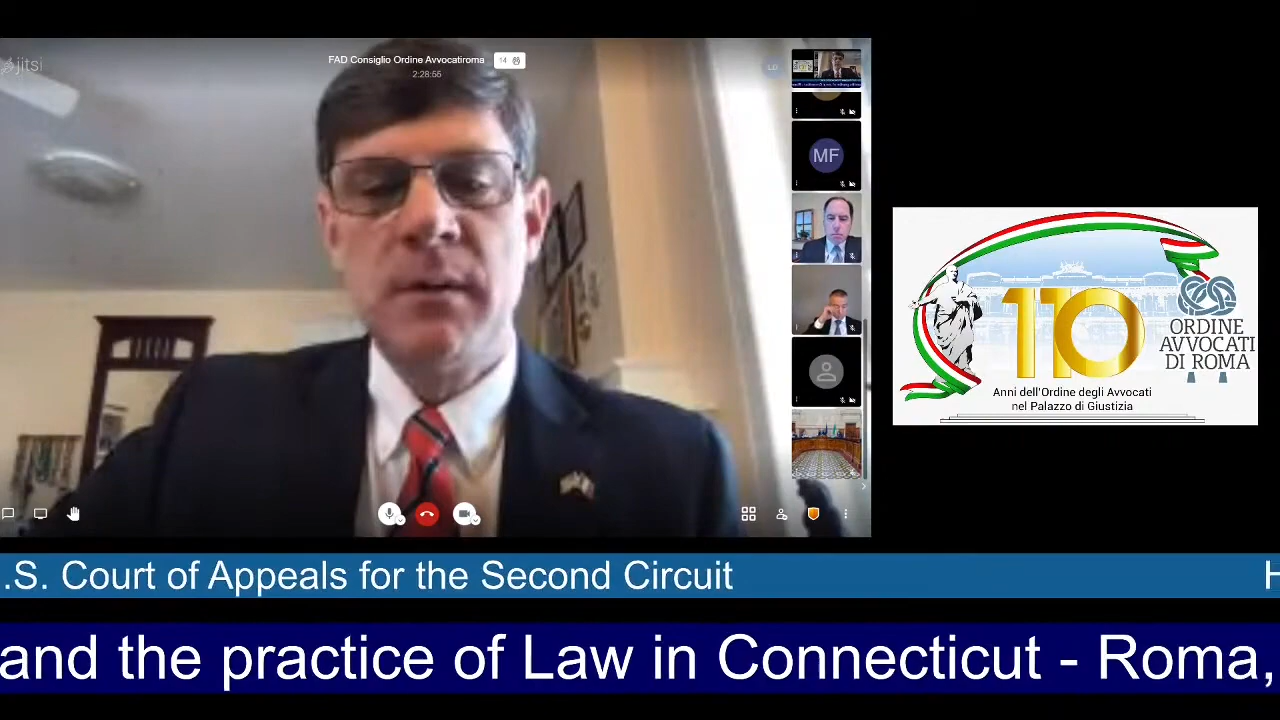 jitsi
FAD Consiglio Ordine Avvocatiroma
14
2:28:55
LD
MF
110
ORDINE
AVVOCATI
DI ROMA
Anni dell'Ordine degli Avvocati
nel Palazzo di Giustizia
.S. Court of Appeals for the Second Circuit
H
and the practice of Law in Connecticut - Roma,